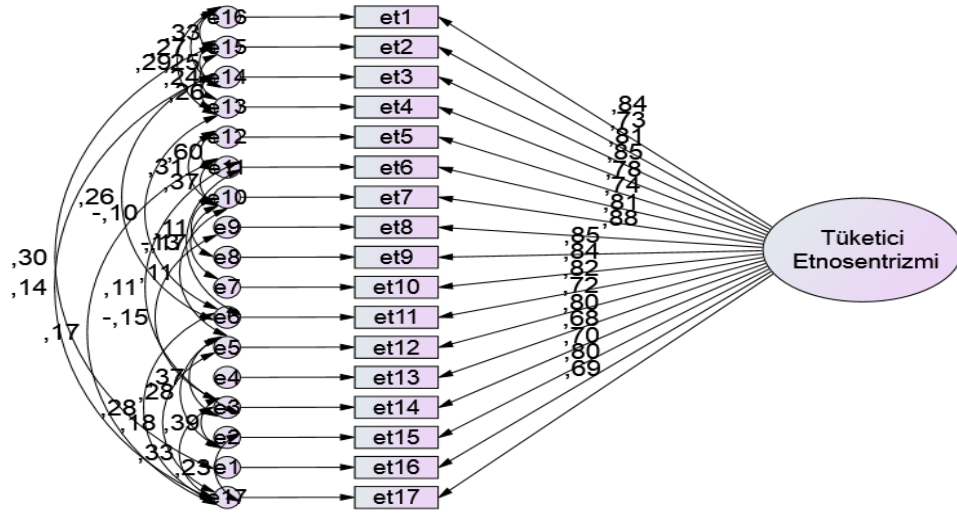 e16 et1
e15 et2
e14 et3
e13 et4
e12 et5
e11 et6
e10 et7
e9 et8
e8 et9
e7 et10
e6 et11
e5 et12
e4 et13
e3 et14
e2 et15
e1 et16
e17 et17
,33
,27
,29 ,25
,24
,26
,60
,31
,37
,26
-,10
,11
,11
,11
-,15
,30
,14
,17
,37
,28
,28
,18 ,39
,33
,23
,84
,73
,81
,85
,78
,74
,81
,88
,85
,84
,82
,72
,80
,68
,70
,80
,69
Tüketici
Etnosentrizmi